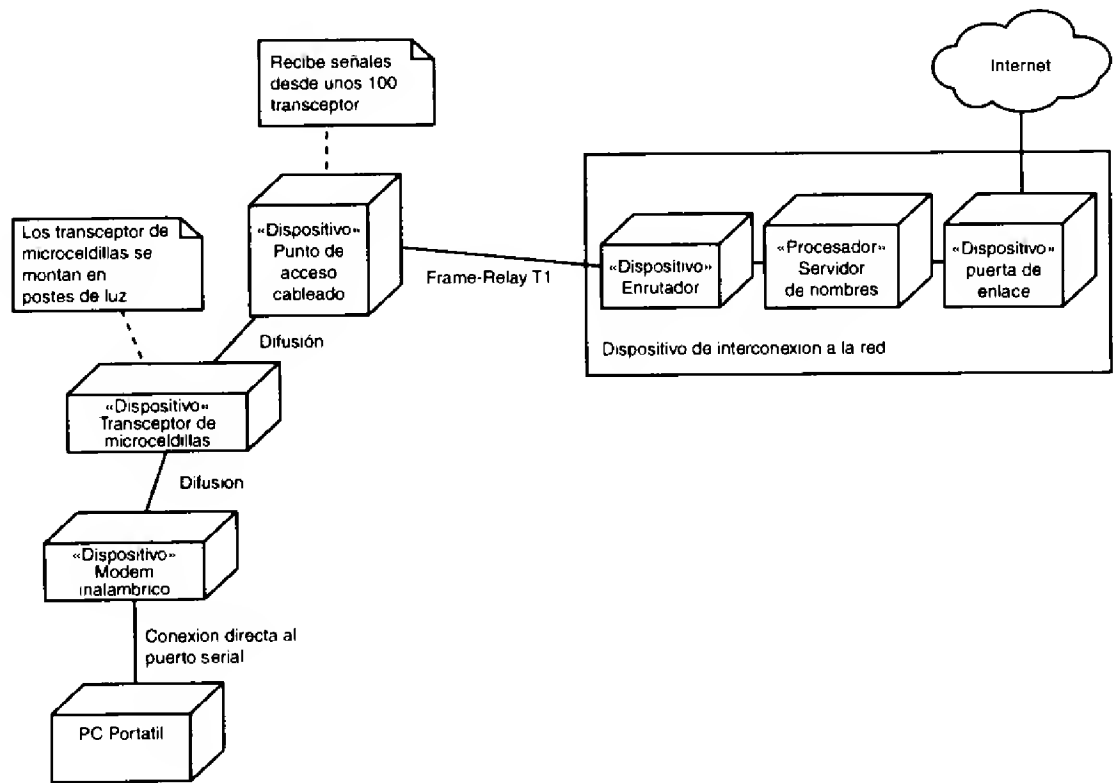 Recibe señales
desde unos 100
transceptor
Internet
Los transceptor de
microceldillas se
montan en
postes de luz
«Dispositivo»
Punto de
acceso
cableado
Frame-Relay T1
«Dispositivo»
Enrutador
«Procesador»
Servidor
de nombres
«Dispositivo»
puerta de
enlace
Dispositivo de interconexion a la red
Difusión
«Dispositivo»
Transceptor de
microceldillas
Difusion
«Dispositivo»
Modem
inalambrico
Conexion directa al
puerto serial
PC Portatil